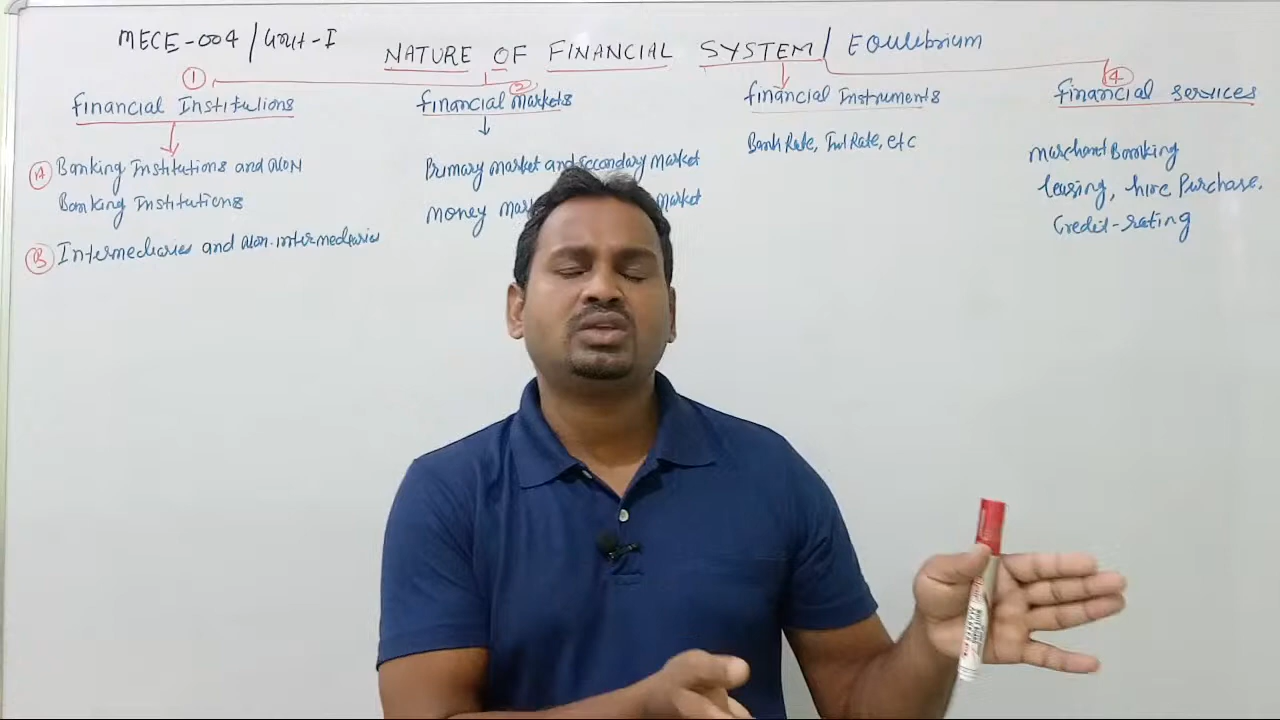 MECE-004/Unit-I
NATURE OF FINANCIAL SYSTEM/ Equilibrium
1
2
4
Financial Institutions
Financial Markets
Financial Instruments
Financial Services
A Banking Institutions and NON
Banking Institutions
B Intermediaries and Non-intermediaries
Primary market and Secondary Market
Money Market
Bank Rate, Int Rate, etc
Marchant Banking
leasing, hire Purchase,
Credit-rating